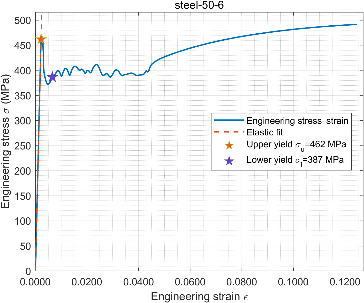 steel-50-6
500
450
400
350
300
250
200
150
100
50
0
Engineering stress σ (MPa)
Engineering stress strain
Elastic fit
Upper yield σu=462 MPa
Lower yield σl=387 MPa
0.0000 0.0200 0.0400 0.0600 0.0800 0.1000 0.1200
Engineering strain ϵ